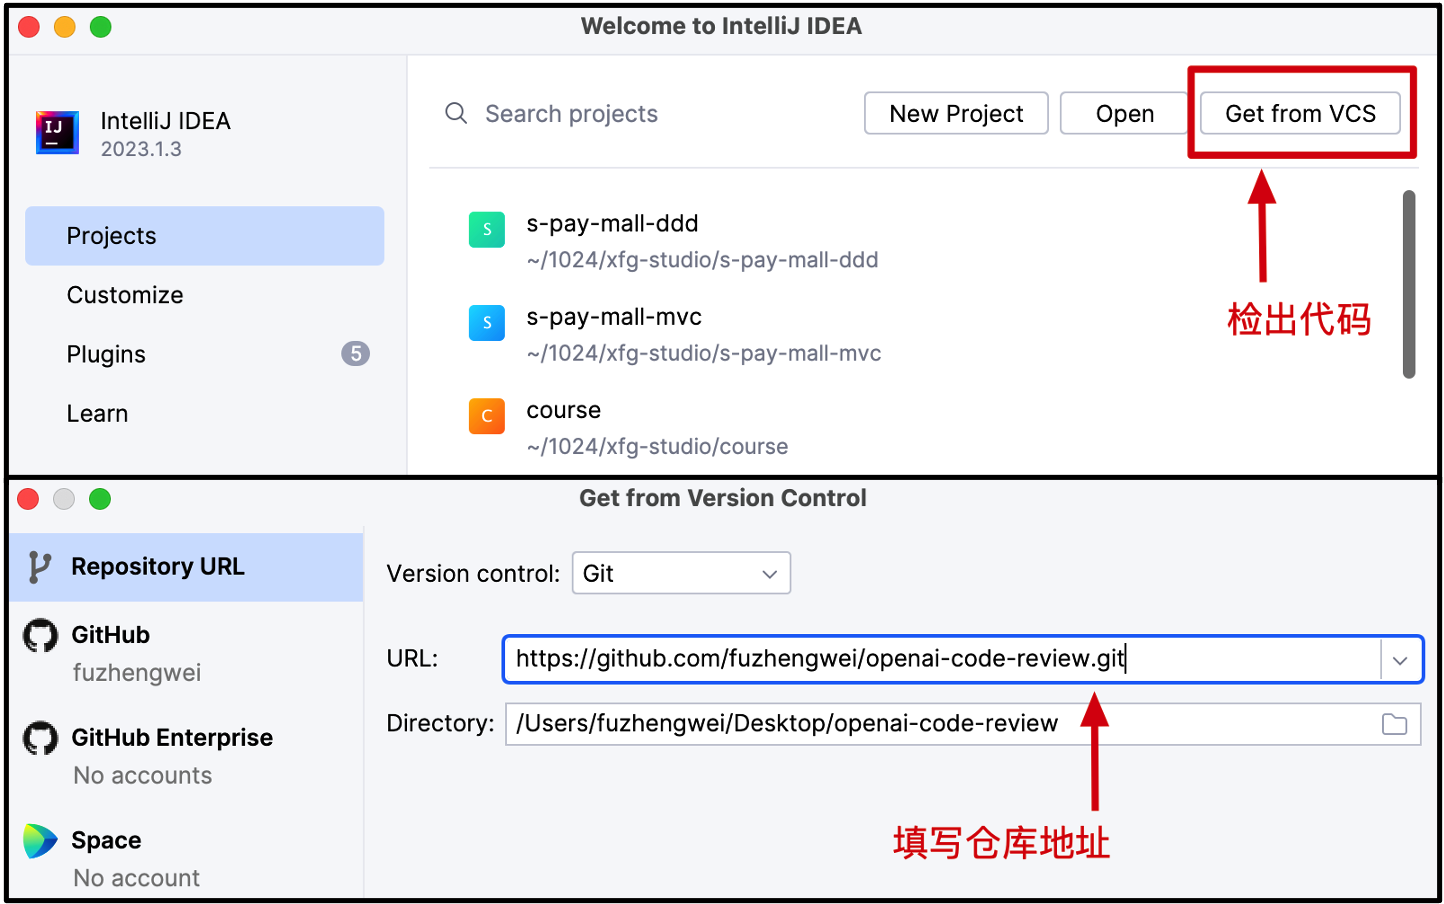 Welcome to IntelliJ IDEA
IJ
IntelliJ IDEA
2023.1.3
Search projects
New Project
Open
Get from VCS
Projects
Customize
Plugins
5
Learn
S
s-pay-mall-ddd
~/1024/xfg-studio/s-pay-mall-ddd
S
s-pay-mall-mvc
~/1024/xfg-studio/s-pay-mall-mvc
C
course
~/1024/xfg-studio/course
检出代码
Get from Version Control
Repository URL
GitHub
fuzhengwei
GitHub Enterprise
No accounts
Space
No account
Version control:
Git
URL:
https://github.com/fuzhengwei/openai-code-review.git
Directory:
/Users/fuzhengwei/Desktop/openai-code-review
填写仓库地址